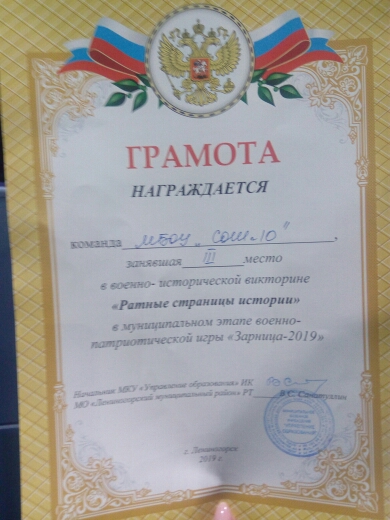 ГРАМОТА
НАГРАЖДАЕТСЯ
команда МБОУ „СОШ-10",
занявшая III место
в военно- исторической викторине
«Ратные страницы истории»
в муниципальном этапе военно-
патриотической игры «Зарница-2019»
Начальник МКУ «Управление образования» ИК
МО «Лениногорский муниципальный район» РТ
г. Лениногорск
2019 г.